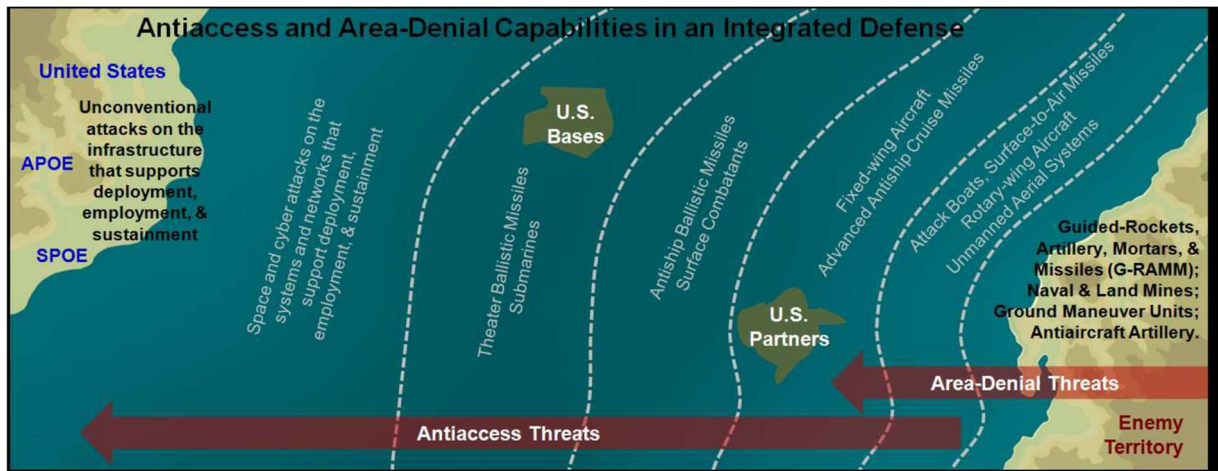 Antiaccess and Area-Denial Capabilities in an Integrated Defense
United States
Unconventional
attacks on the
infrastructure
that supports
deployment,
employment, &
sustainment
APOE
SPOE
Space and cyber attacks on the
systems and networks that
support deployment,
employment, & sustainment
Theater Ballistic Missiles
Submarines
U.S.
Bases
Antiship Ballistic Missiles
Surface Combatants
U.S.
Partners
Fixed-wing Aircraft
Advanced Antiship Cruise Missiles
Attack Boats, Surface-to-Air Missiles
Rotary-wing Aircraft
Unmanned Aerial Systems
Guided-Rockets,
Artillery, Mortars, &
Missiles (G-RAMM);
Naval & Land Mines;
Ground Maneuver Units;
Antiaircraft Artillery.
Area-Denial Threats
Antiaccess Threats
Enemy
Territory